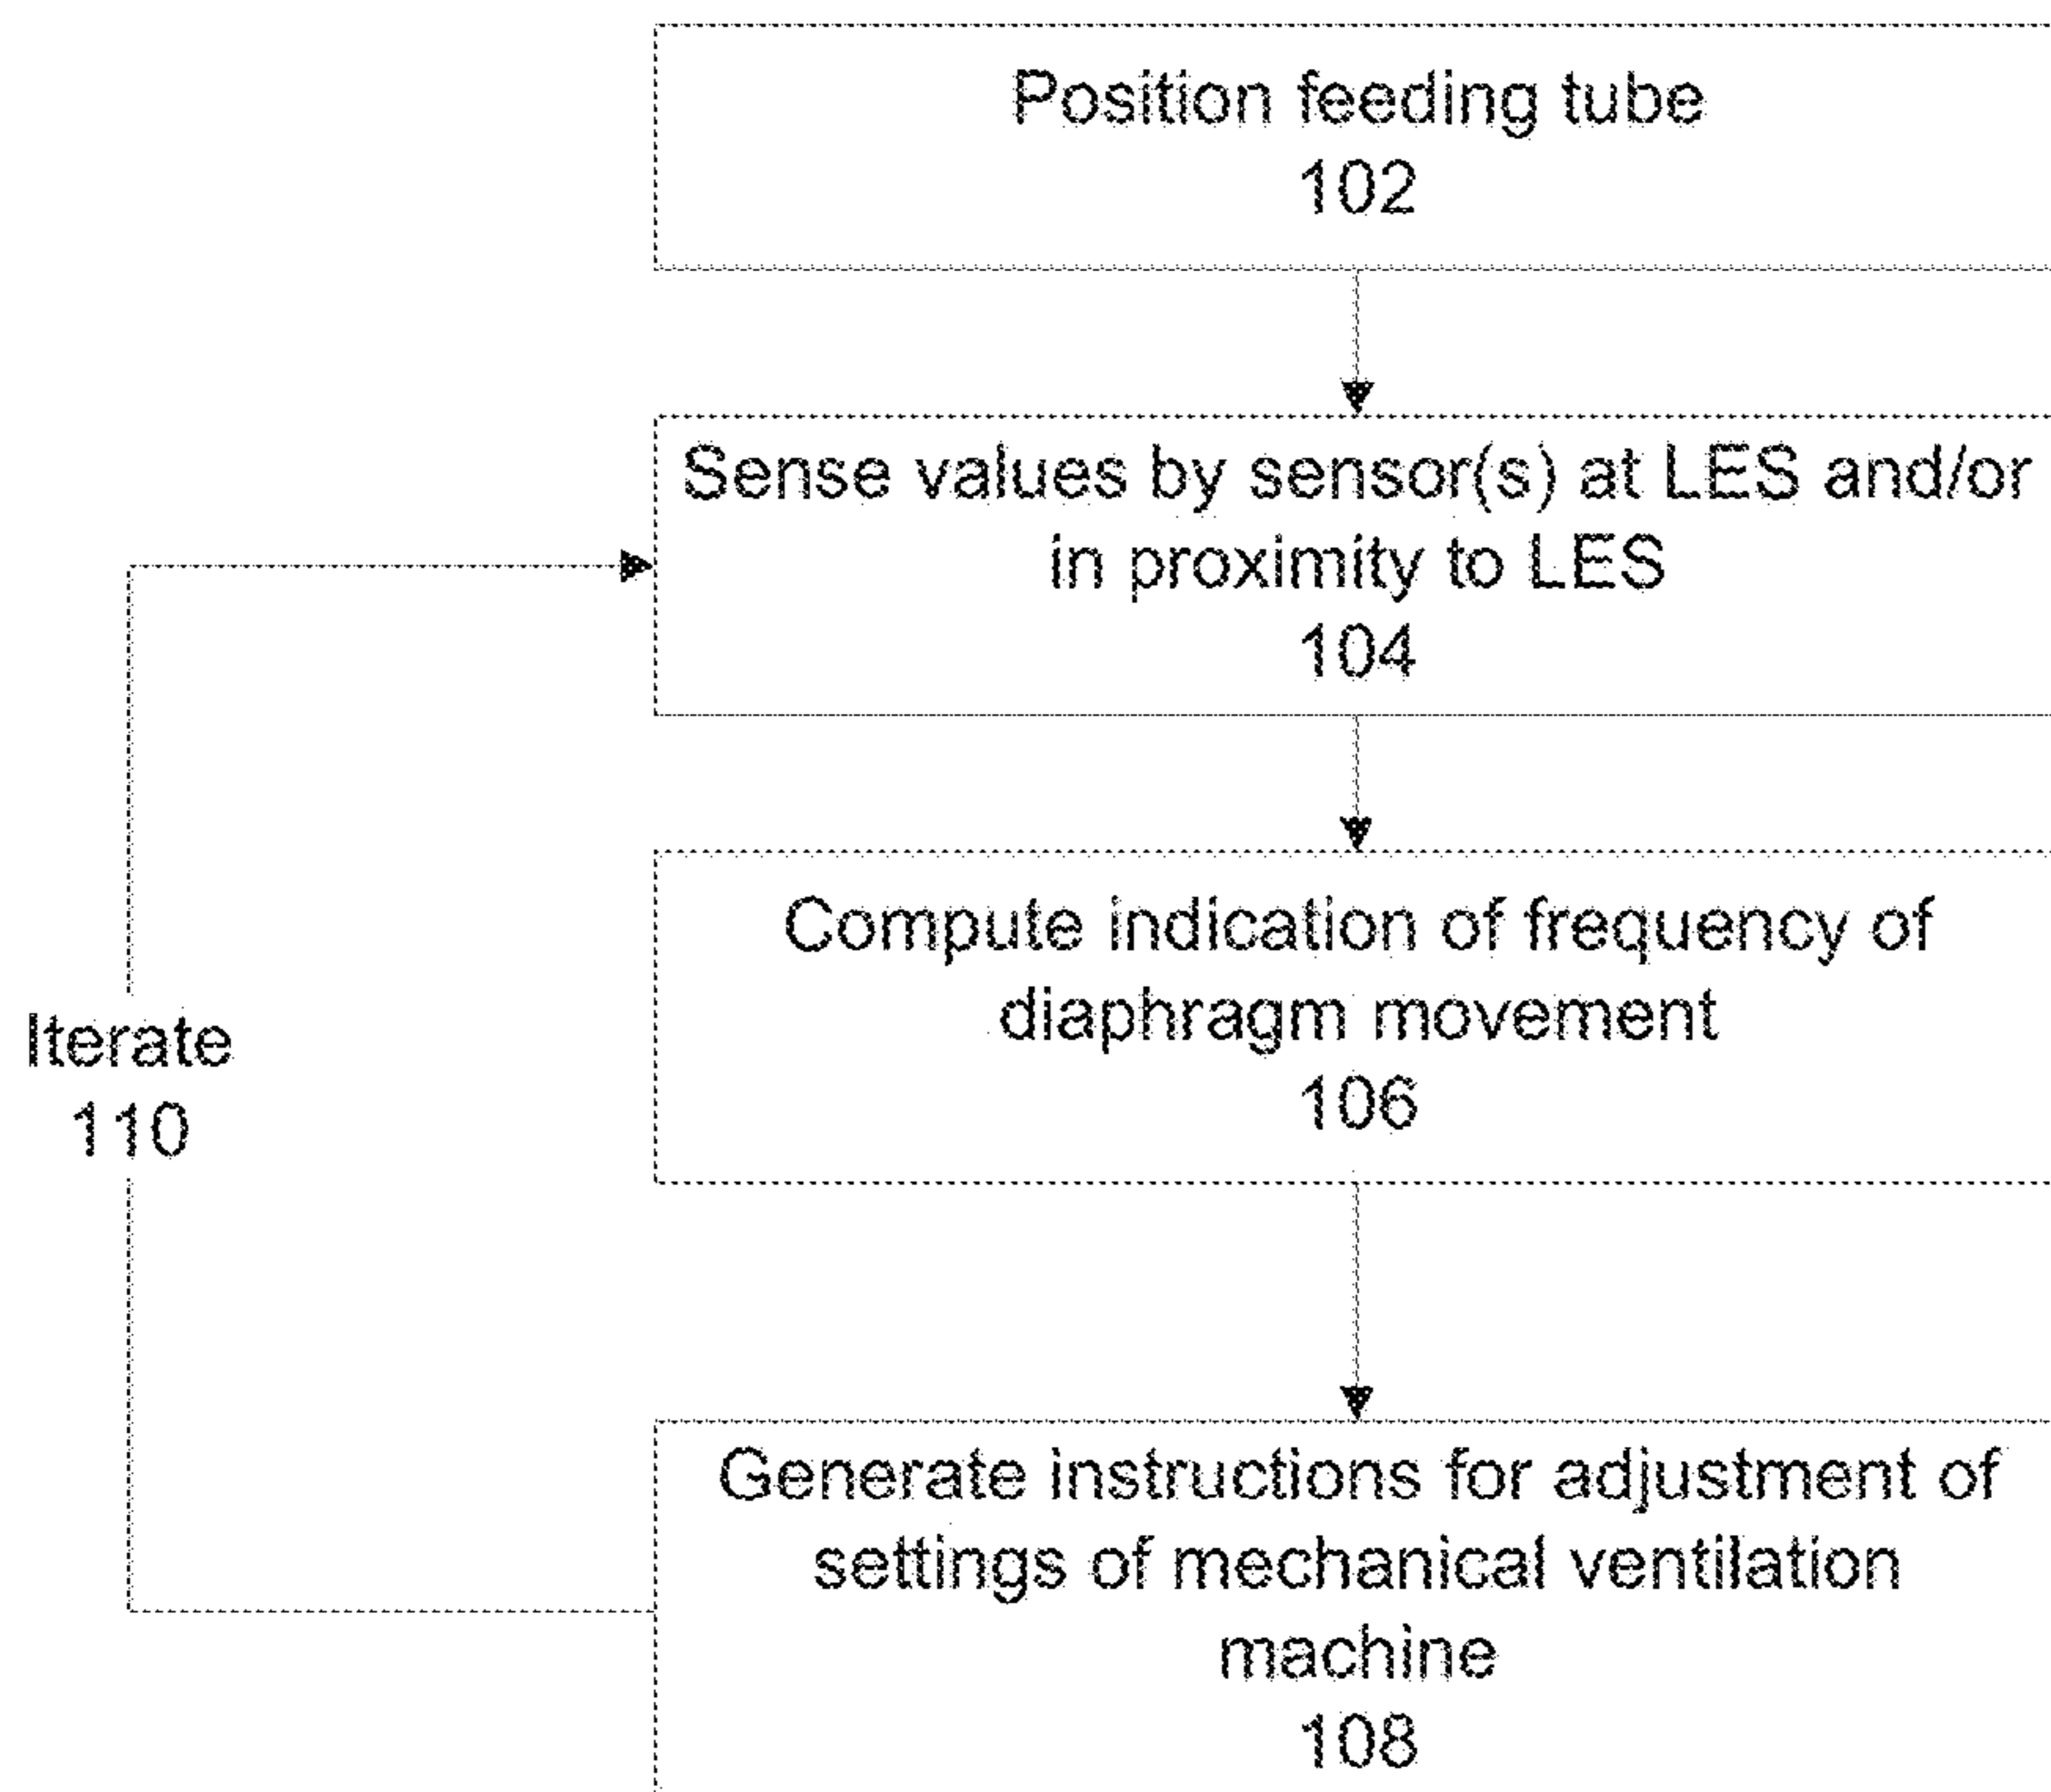 Position feeding tube
102
Sense values by sensor(s) at LES and/or
in proximity to LES
104
Compute indication of frequency of
diaphragm movement
106
Iterate
110
Generate instructions for adjustment of
settings of mechanical ventilation
machine
108